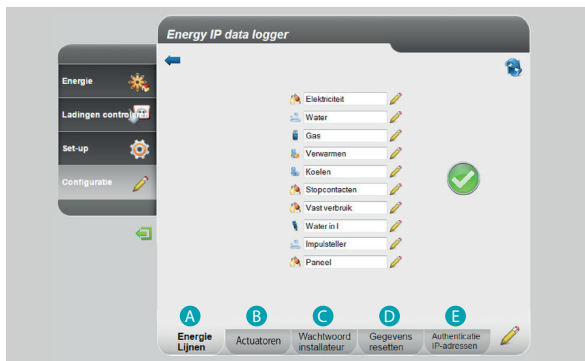 Energy IP data logger
Energie
Ladingen controleren
Set-up
Configuratie
Elektriciteit
Water
Gas
Verwarmen
Koelen
Stopcontacten
Vast verbruik
Water in I
Impulsteller
Paneel
A
B
C
D
E
Energie
Lijnen
Actuatoren
Wachtwoord
installateur
Gegevens
resetten
Authenticatie
IP-adressen